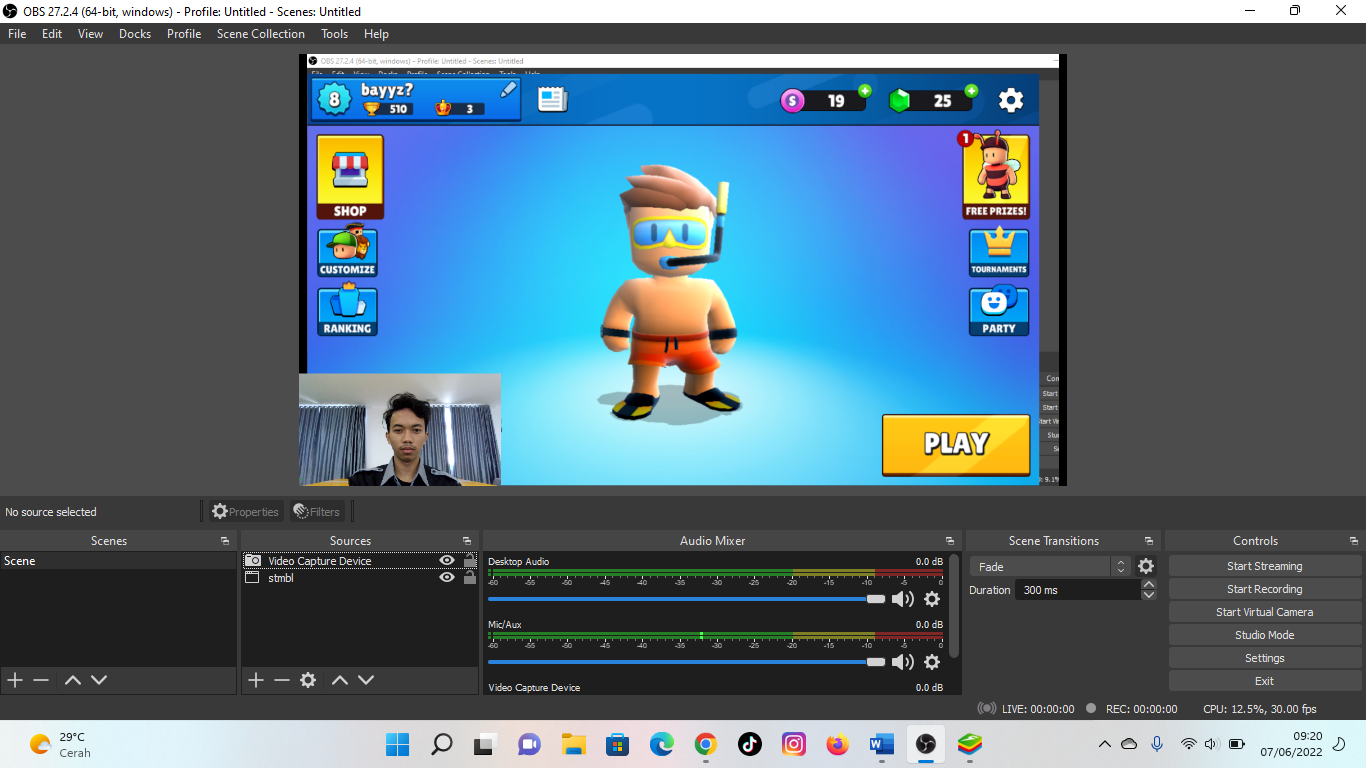 OBS 27.2.4 (64-bit, windows) - Profile: Untitled - Scenes: Untitled
File Edit View Docks Profile Scene Collection Tools Help
OBS 27.2.4 (64-bit, windows) - Profile: Untitled - Scenes: Untitled
8
bayyz?
510
3
S
19
25
1
SHOP
FREE PRIZES!
CUSTOMIZE
TOURNAMENTS
RANKING
PARTY
PLAY
9.1%
No source selected
Properties
Filters
Scenes
Sources
Audio Mixer
Scene Transitions
Controls
Scene
Video Capture Device
stmbl
Desktop Audio 0.0 dB
-60 -55 -50 -45 -40 -35 -30 -25 -20 -15 -10 -5 0
Mic/Aux 0.0 dB
-60 -55 -50 -45 -40 -35 -30 -25 -20 -15 -10 -5 0
Video Capture Device 0.0 dB
Fade
Duration 300 ms
Start Streaming
Start Recording
Start Virtual Camera
Studio Mode
Settings
Exit
LIVE: 00:00:00 REC: 00:00:00 CPU: 12.5%, 30.00 fps
29°C
Cerah
09:20
07/06/2022